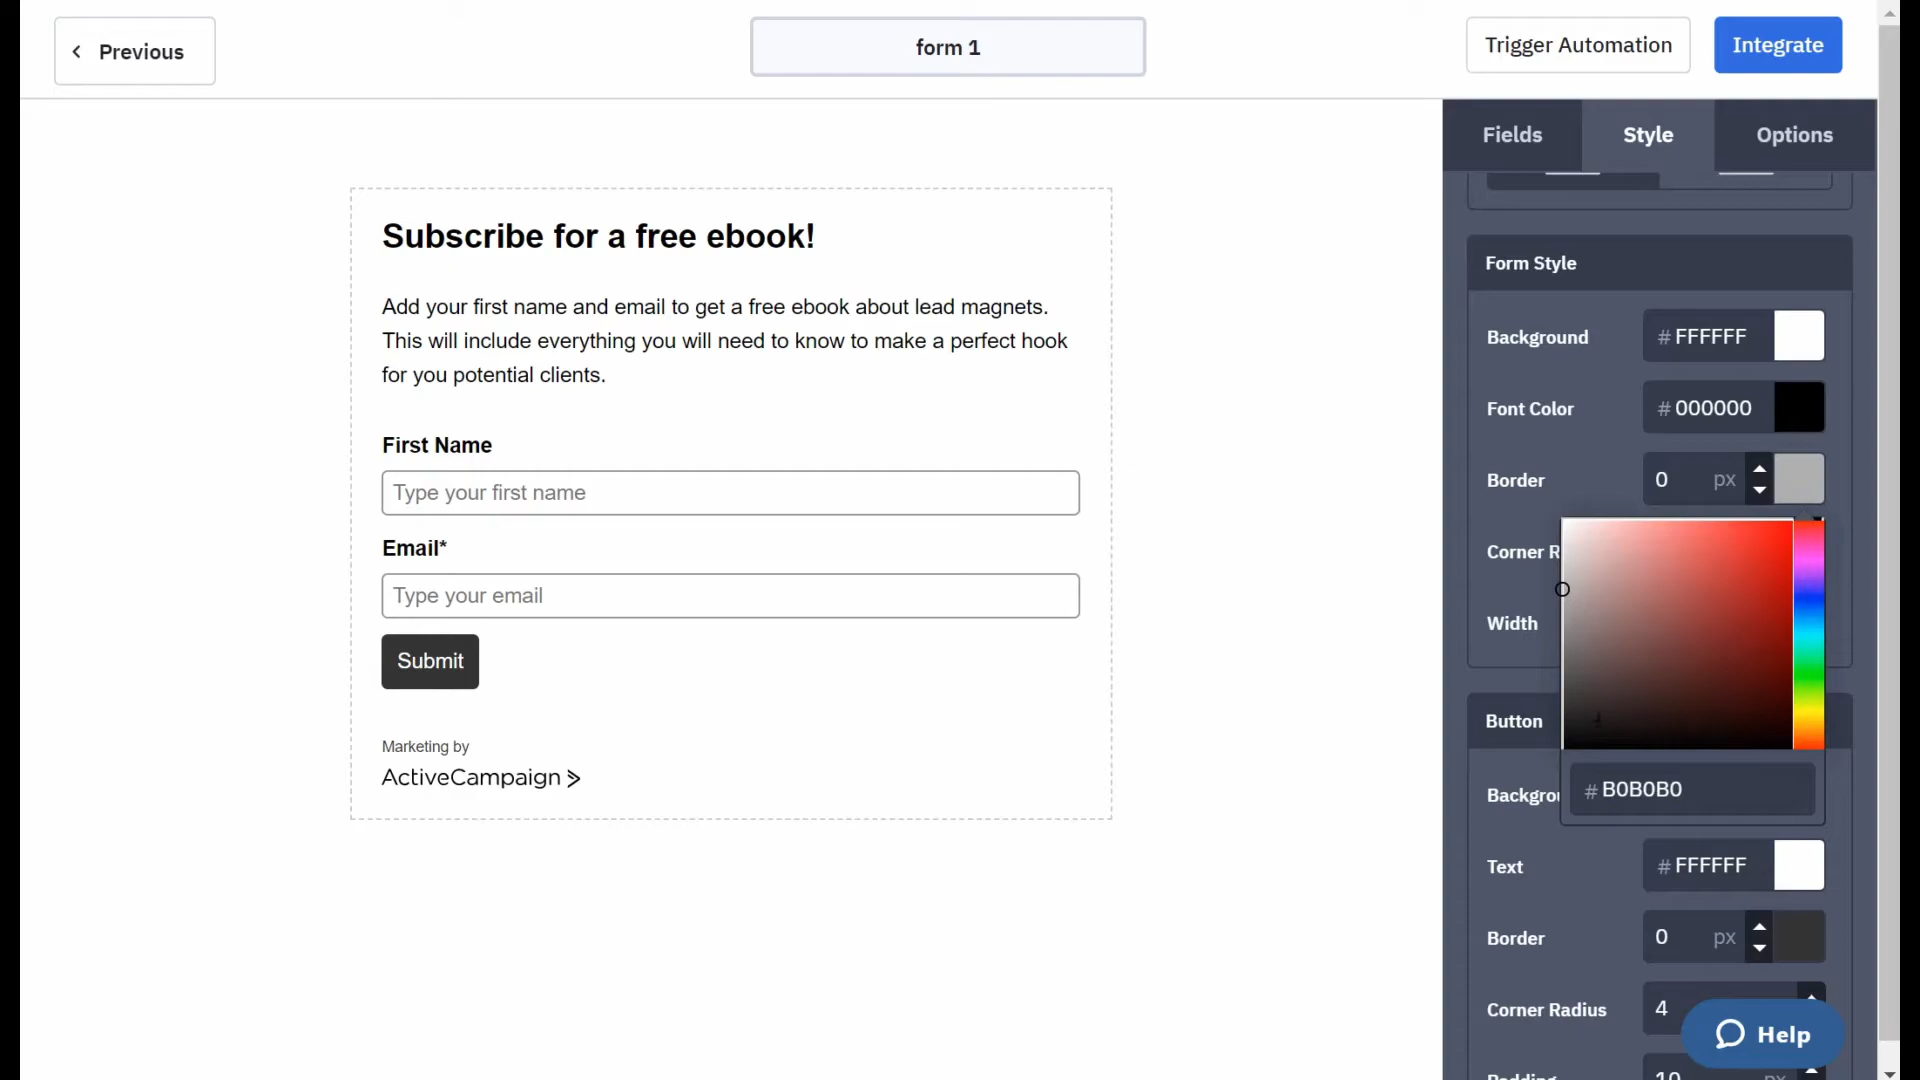 Previous
form 1
Trigger Automation
Integrate
Fields
Style
Options
Subscribe for a free ebook!
Add your first name and email to get a free ebook about lead magnets.
This will include everything you will need to know to make a perfect hook
for you potential clients.
First Name
Type your first name
Email*
Type your email
Submit
Marketing by
ActiveCampaign >
Form Style
Background
# FFFFFF
Font Color
# 000000
Border
0 px
Corner R
Width
Button
# B0B0B0
Backgrou
Text
# FFFFFF
Border
0 px
Corner Radius
4
Help
Padding
10 px